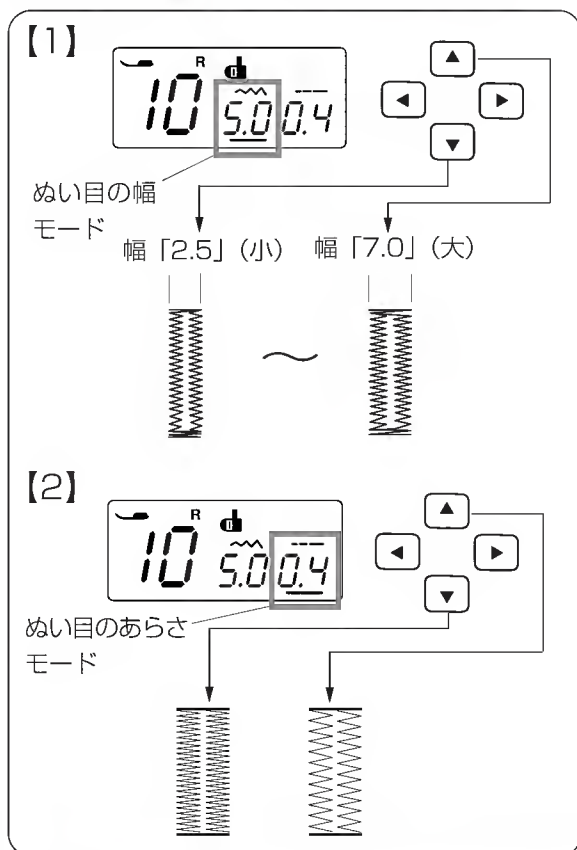 【1】
R
10 5.0 0.4
ぬい目の幅
モード
幅「2.5」(小) 幅「7.0」(大)
〜
【2】
R
10 5.0 0.4
ぬい目のあらさ
モード